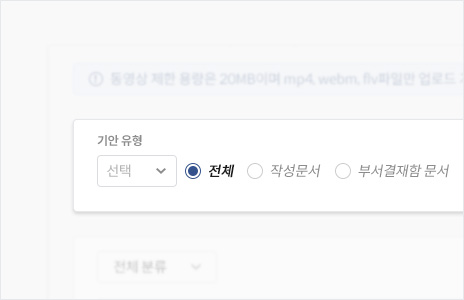 동영상 제한 용량은 20MB이며 mp4, webm, flv파일만 업로드
기안 유형
선택 전체 작성문서 부서결재함 문서
전체 분류